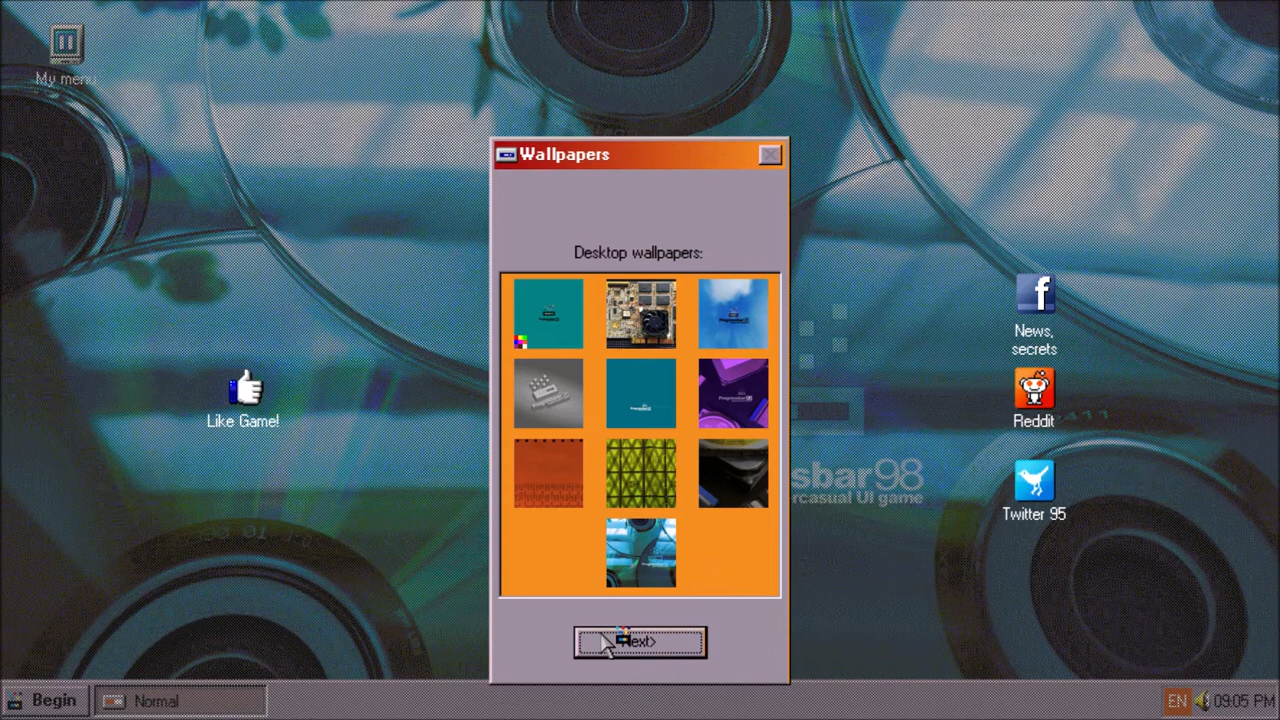 My menu
Wallpapers
Desktop wallpapers:
News,
secrets
Like Game!
Reddit
sbar98
rcasual UI game
Twitter 95
Next>
Begin
Normal
EN
09:05 PM